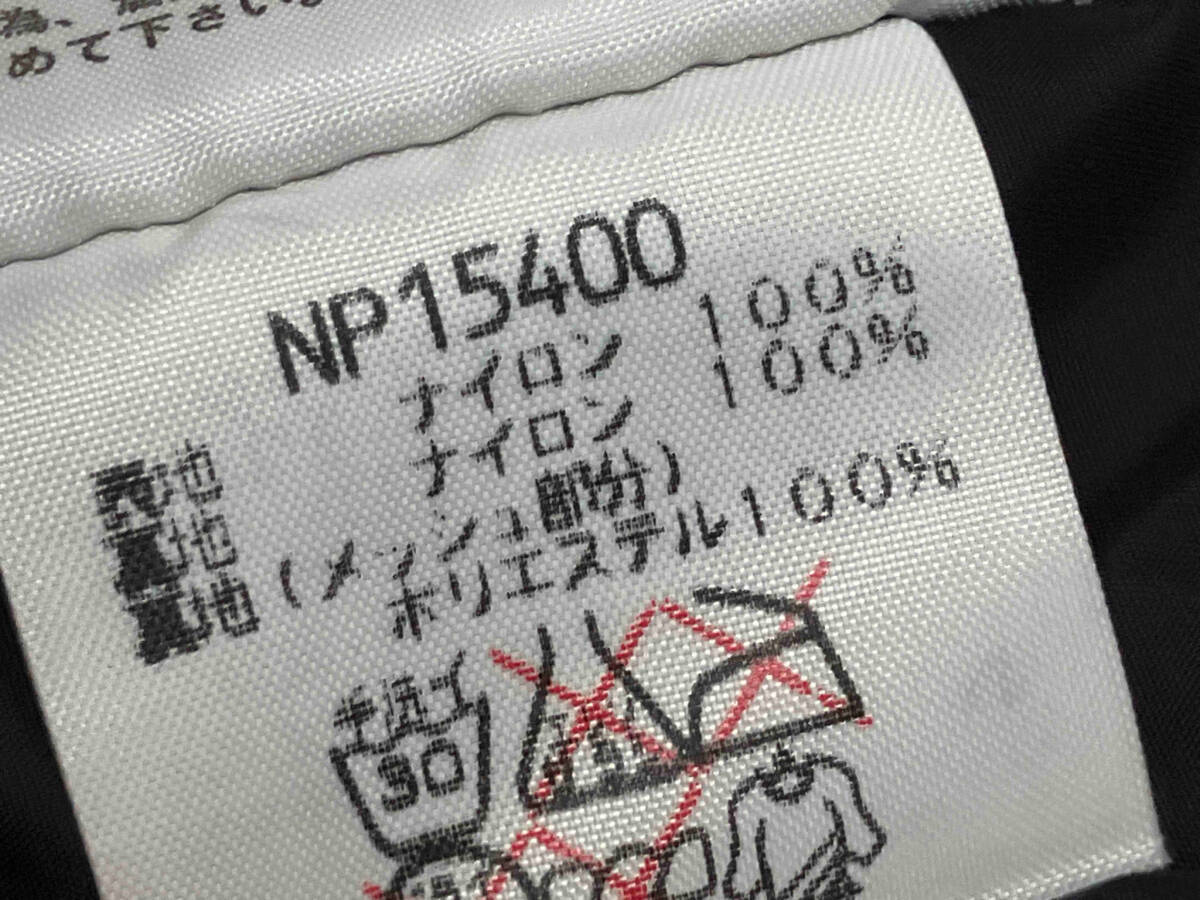 めて下さい。
NP15400
表地 ナイロン 100%
裏地 ナイロン 100%
裏地 (メッシュ部分)
ポリエステル100%
手洗イ
30